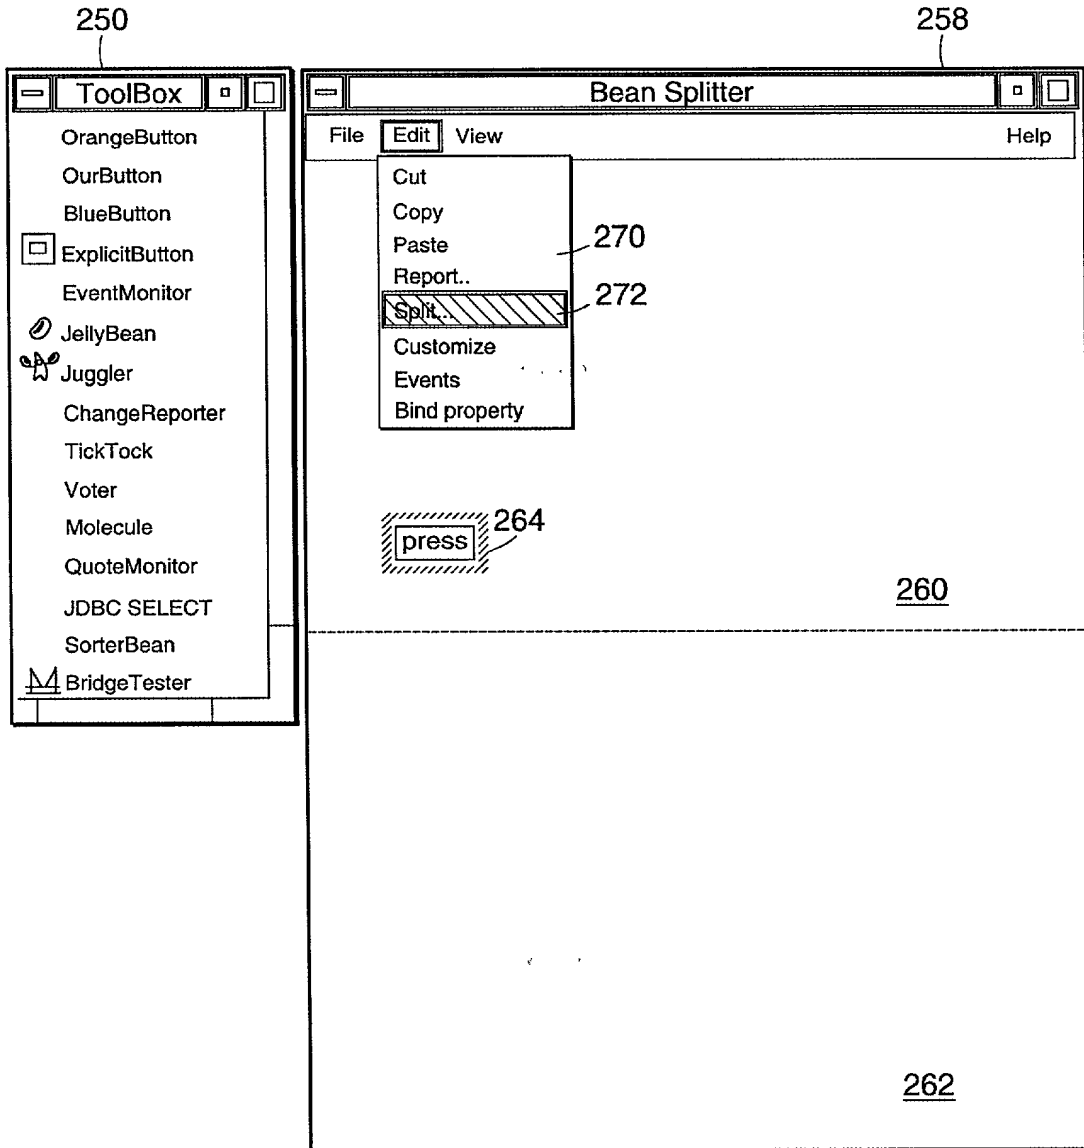 250
258
ToolBox
Bean Splitter
File Edit View Help
OrangeButton
OurButton
BlueButton
ExplicitButton
EventMonitor
JellyBean
Juggler
ChangeReporter
TickTock
Voter
Molecule
QuoteMonitor
JDBC SELECT
SorterBean
BridgeTester
Cut
Copy
Paste
Report..
Split...
Customize
Events
Bind property
270
272
press
264
260
262